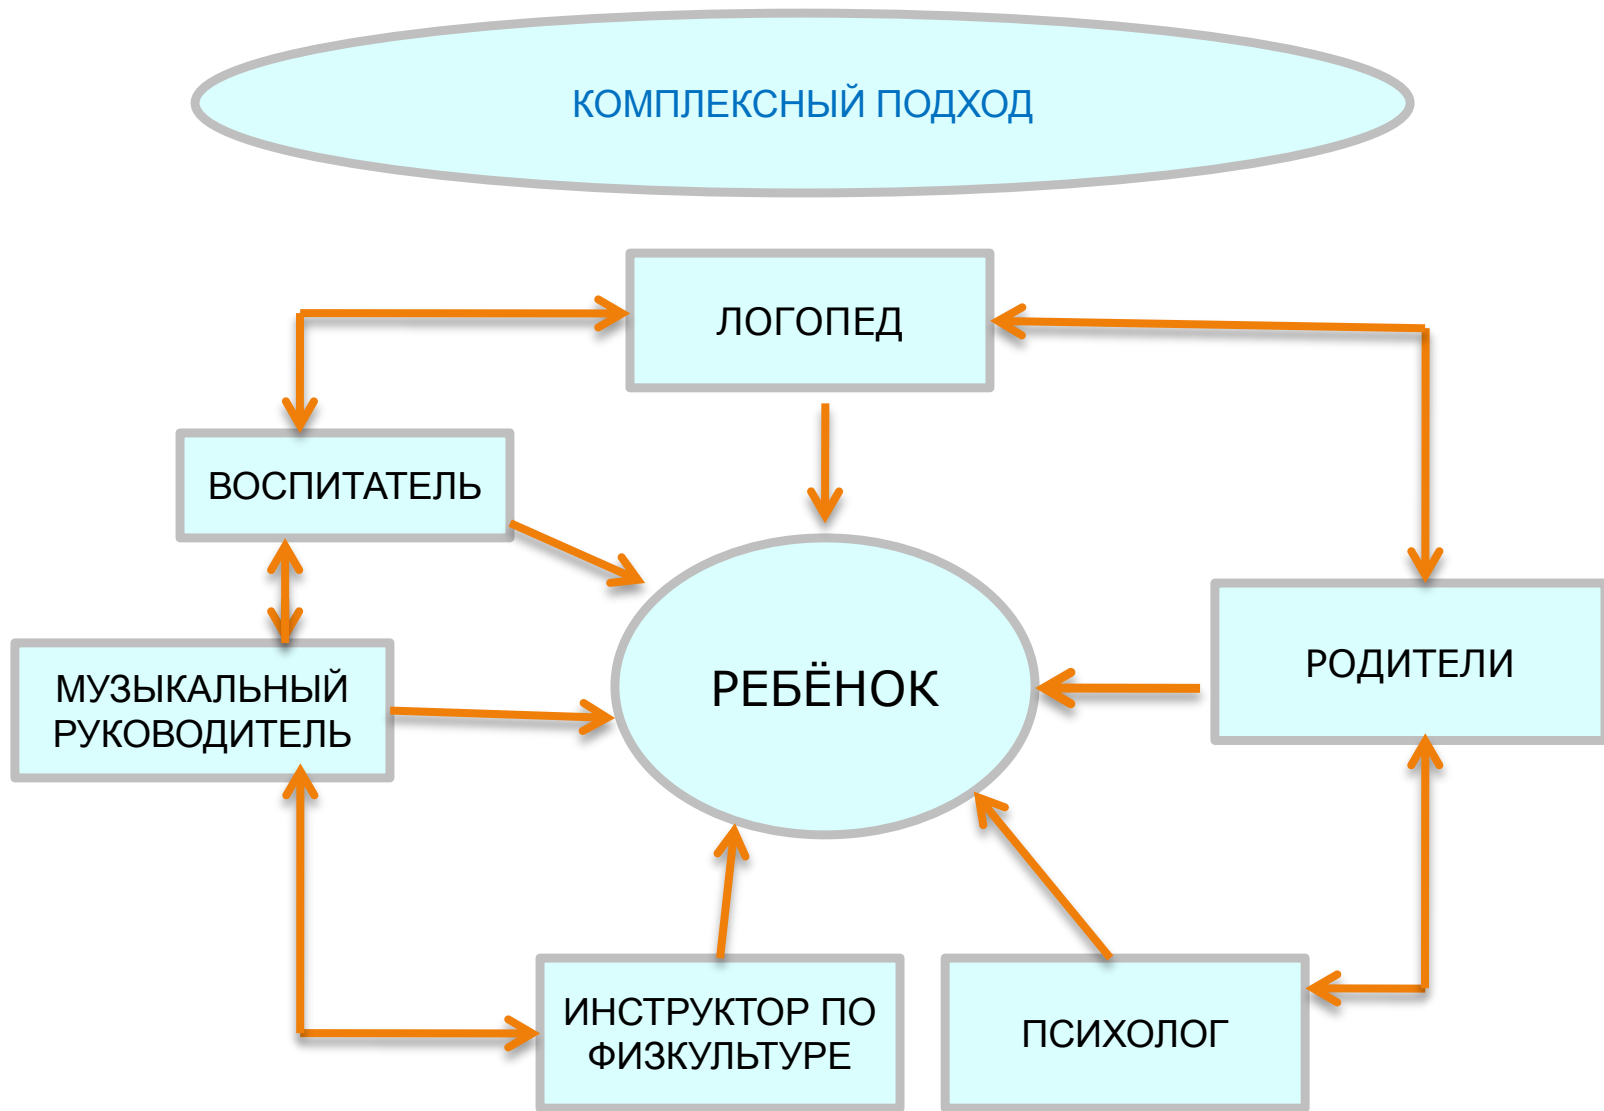 КОМПЛЕКСНЫЙ ПОДХОД
ЛОГОПЕД
ВОСПИТАТЕЛЬ
МУЗЫКАЛЬНЫЙ
РУКОВОДИТЕЛЬ
РЕБЁНОК
РОДИТЕЛИ
ИНСТРУКТОР ПО
ФИЗКУЛЬТУРЕ
ПСИХОЛОГ